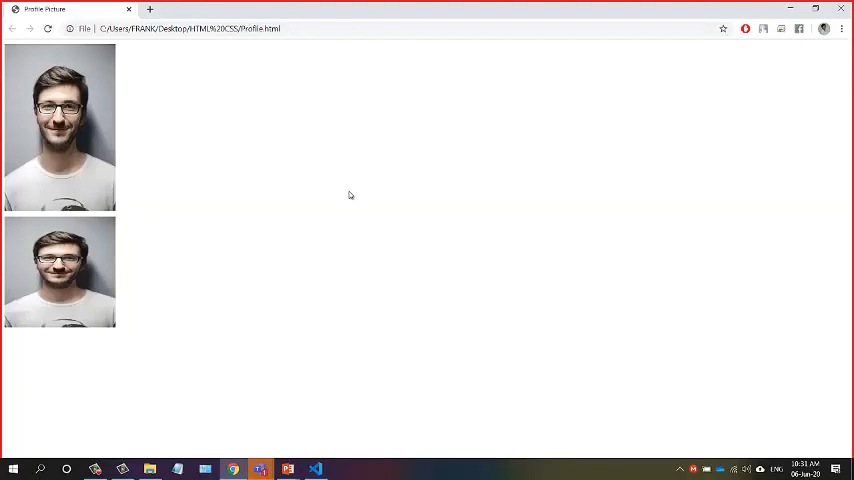 Profile Picture
File | C:/Users/FRANK/Desktop/HTML%20CSS/Profile.html
ENG
10:31 AM
06-Jun-20